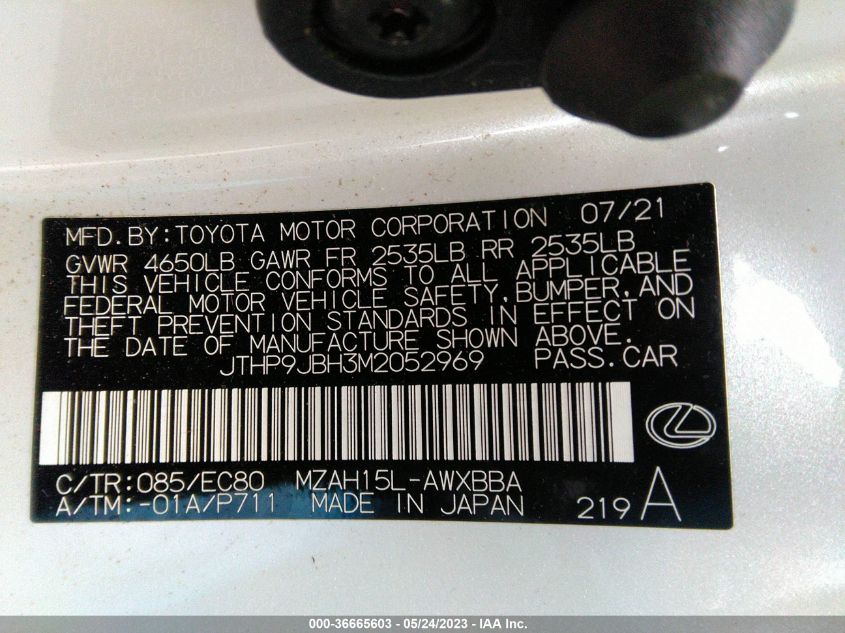 MFD.BY:TOYOTA MOTOR CORPORATION 07/21
GVWR 4650LB GAWR FR 2535LB RR 2535LB
THIS VEHICLE CONFORMS TO ALL APPLICABLE
FEDERAL MOTOR VEHICLE SAFETY,BUMPER,AND
THEFT PREVENTION STANDARDS IN EFFECT ON
THE DATE OF MANUFACTURE SHOWN ABOVE.
JTHP9JBH3M2052969 PASS.CAR
C/TR:085/EC80 MZAH15L-AWXBBA
A/TM:-01A/P711 MADE IN JAPAN 219 A
000-36665603 - 05/24/2023 - IAA Inc.